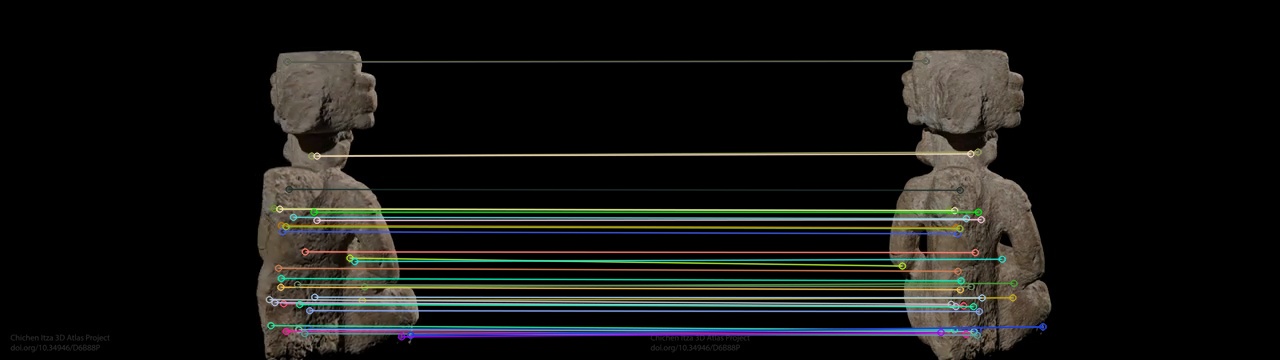 Chichen Itza 3D Atlas Project
doi.org/10.34946/D6B88P
Chichen Itza 3D Atlas Project
doi.org/10.34946/D6B88P